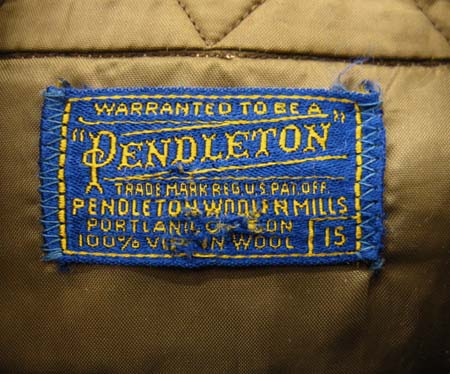 WARRANTED TO BE A
"PENDLETON"
TRADE MARK REG. U.S. PAT. OFF.
PENDLETON WOOLEN MILLS
PORTLAND, OREGON
100% VIRGIN WOOL 15